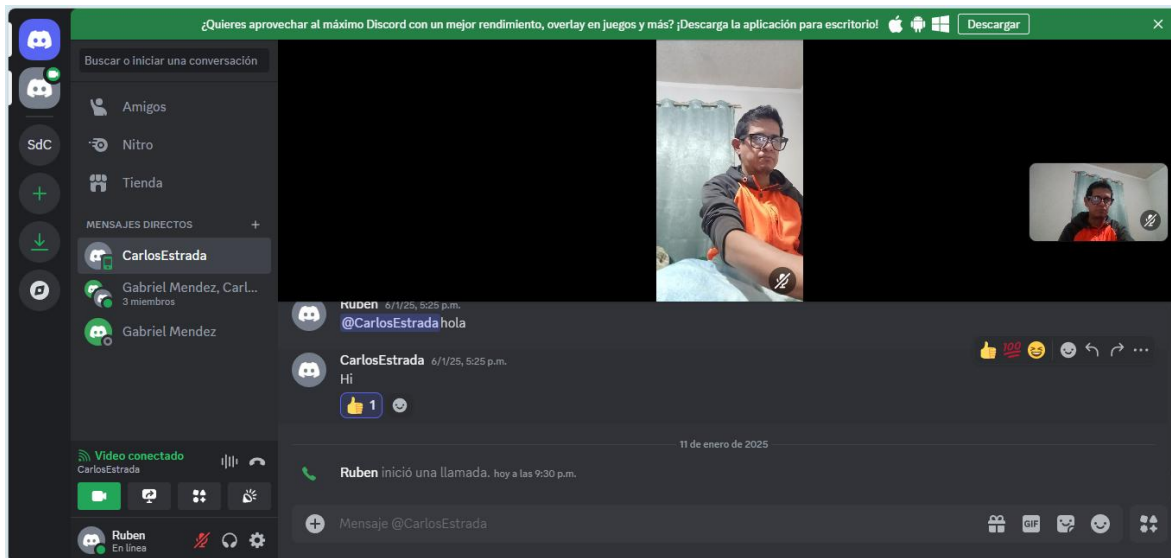 ¿Quieres aprovechar al máximo Discord con un mejor rendimiento, overlay en juegos y más? ¡Descarga la aplicación para escritorio!
Descargar
Buscar o iniciar una conversación
Amigos
Nitro
Tienda
SdC
MENSAJES DIRECTOS
CarlosEstrada
Gabriel Mendez, Carl...
3 miembros
Gabriel Mendez
Video conectado
CarlosEstrada
Ruben
En línea
Ruben 6/1/25, 5:25 p.m.
@CarlosEstrada hola
CarlosEstrada 6/1/25, 5:25 p.m.
Hi
👍 1
💯
11 de enero de 2025
Ruben inició una llamada. hoy a las 9:30 p.m.
Mensaje @CarlosEstrada
GIF